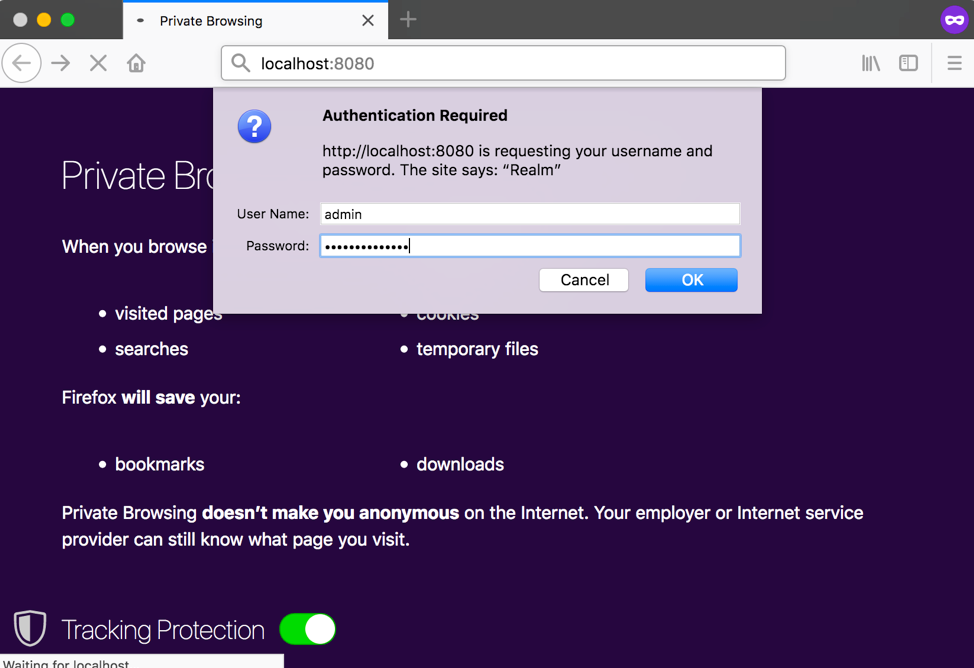 Private Browsing
localhost:8080
Authentication Required
http://localhost:8080 is requesting your username and
password. The site says: “Realm”
User Name: admin
Password: ••••••••••••••
Cancel OK
Private Bro
When you browse
• visited pages • cookies
• searches • temporary files
Firefox will save your:
• bookmarks • downloads
Private Browsing doesn’t make you anonymous on the Internet. Your employer or Internet service
provider can still know what page you visit.
Tracking Protection
Waiting for localhost